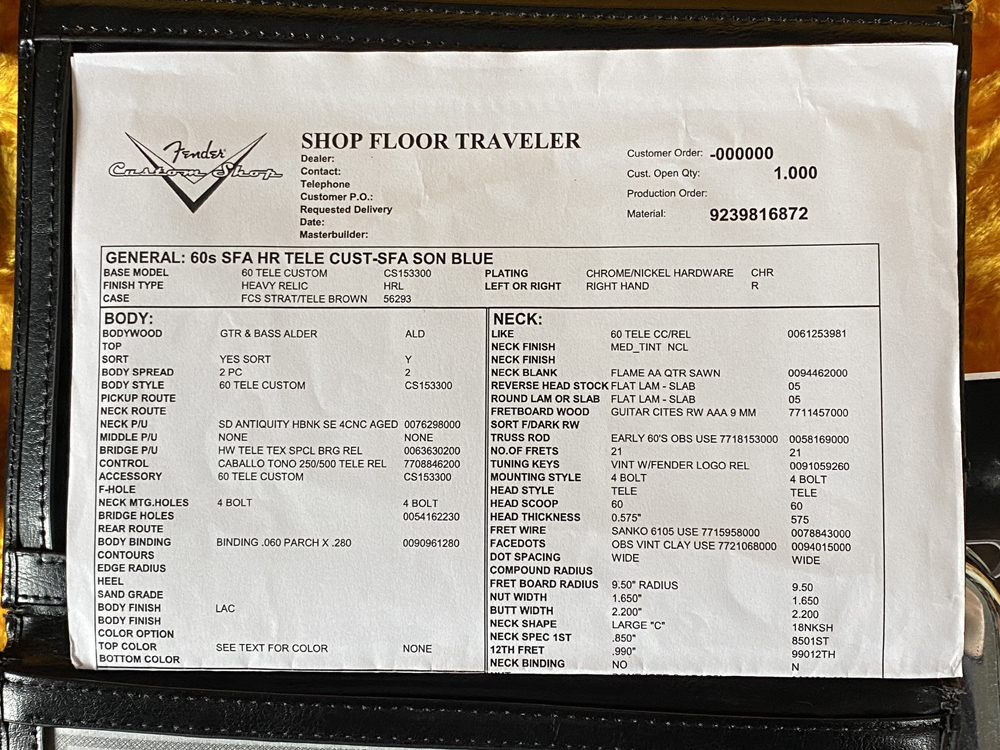 Fender
Custom Shop
SHOP FLOOR TRAVELER
Dealer:
Contact:
Telephone
Customer P.O.:
Requested Delivery
Date:
Masterbuilder:
Customer Order: -000000
Cust. Open Qty: 1.000
Production Order:
Material: 9239816872
GENERAL: 60s SFA HR TELE CUST-SFA SON BLUE
BASE MODEL 60 TELE CUSTOM CS153300 PLATING CHROME/NICKEL HARDWARE CHR
FINISH TYPE HEAVY RELIC HRL LEFT OR RIGHT RIGHT HAND R
CASE FCS STRAT/TELE BROWN 56293
BODY:
BODYWOOD GTR & BASS ALDER ALD
TOP
SORT YES SORT Y
BODY SPREAD 2 PC 2
BODY STYLE 60 TELE CUSTOM CS153300
PICKUP ROUTE
NECK ROUTE
NECK P/U SD ANTIQUITY HBNK SE 4CNC AGED 0076298000
MIDDLE P/U NONE NONE
BRIDGE P/U HW TELE TEX SPCL BRG REL 0063630200
CONTROL CABALLO TONO 250/500 TELE REL 7708846200
ACCESSORY 60 TELE CUSTOM CS153300
F-HOLE
NECK MTG.HOLES 4 BOLT 4 BOLT
BRIDGE HOLES 0054162230
REAR ROUTE
BODY BINDING BINDING .060 PARCH X .280 0090961280
CONTOURS
EDGE RADIUS
HEEL
SAND GRADE
BODY FINISH LAC
BODY FINISH
COLOR OPTION
TOP COLOR SEE TEXT FOR COLOR NONE
BOTTOM COLOR
NECK:
LIKE 60 TELE CC/REL 0061253981
NECK FINISH MED_TINT NCL
NECK FINISH
NECK BLANK FLAME AA QTR SAWN 0094462000
REVERSE HEAD STOCK FLAT LAM - SLAB 05
ROUND LAM OR SLAB FLAT LAM - SLAB 05
FRETBOARD WOOD GUITAR CITES RW AAA 9 MM 7711457000
SORT F/DARK RW
TRUSS ROD EARLY 60'S OBS USE 7718153000 0058169000
NO.OF FRETS 21 21
TUNING KEYS VINT W/FENDER LOGO REL 0091059260
MOUNTING STYLE 4 BOLT 4 BOLT
HEAD STYLE TELE TELE
HEAD SCOOP 60 60
HEAD THICKNESS 0.575" 575
FRET WIRE SANKO 6105 USE 7715958000 0078843000
FACEDOTS OBS VINT CLAY USE 7721068000 0094015000
DOT SPACING WIDE WIDE
COMPOUND RADIUS
FRET BOARD RADIUS 9.50" RADIUS 9.50
NUT WIDTH 1.650" 1.650
BUTT WIDTH 2.200" 2.200
NECK SHAPE LARGE "C" 18NKSH
NECK SPEC 1ST .850" 8501ST
12TH FRET .990" 99012TH
NECK BINDING NO N